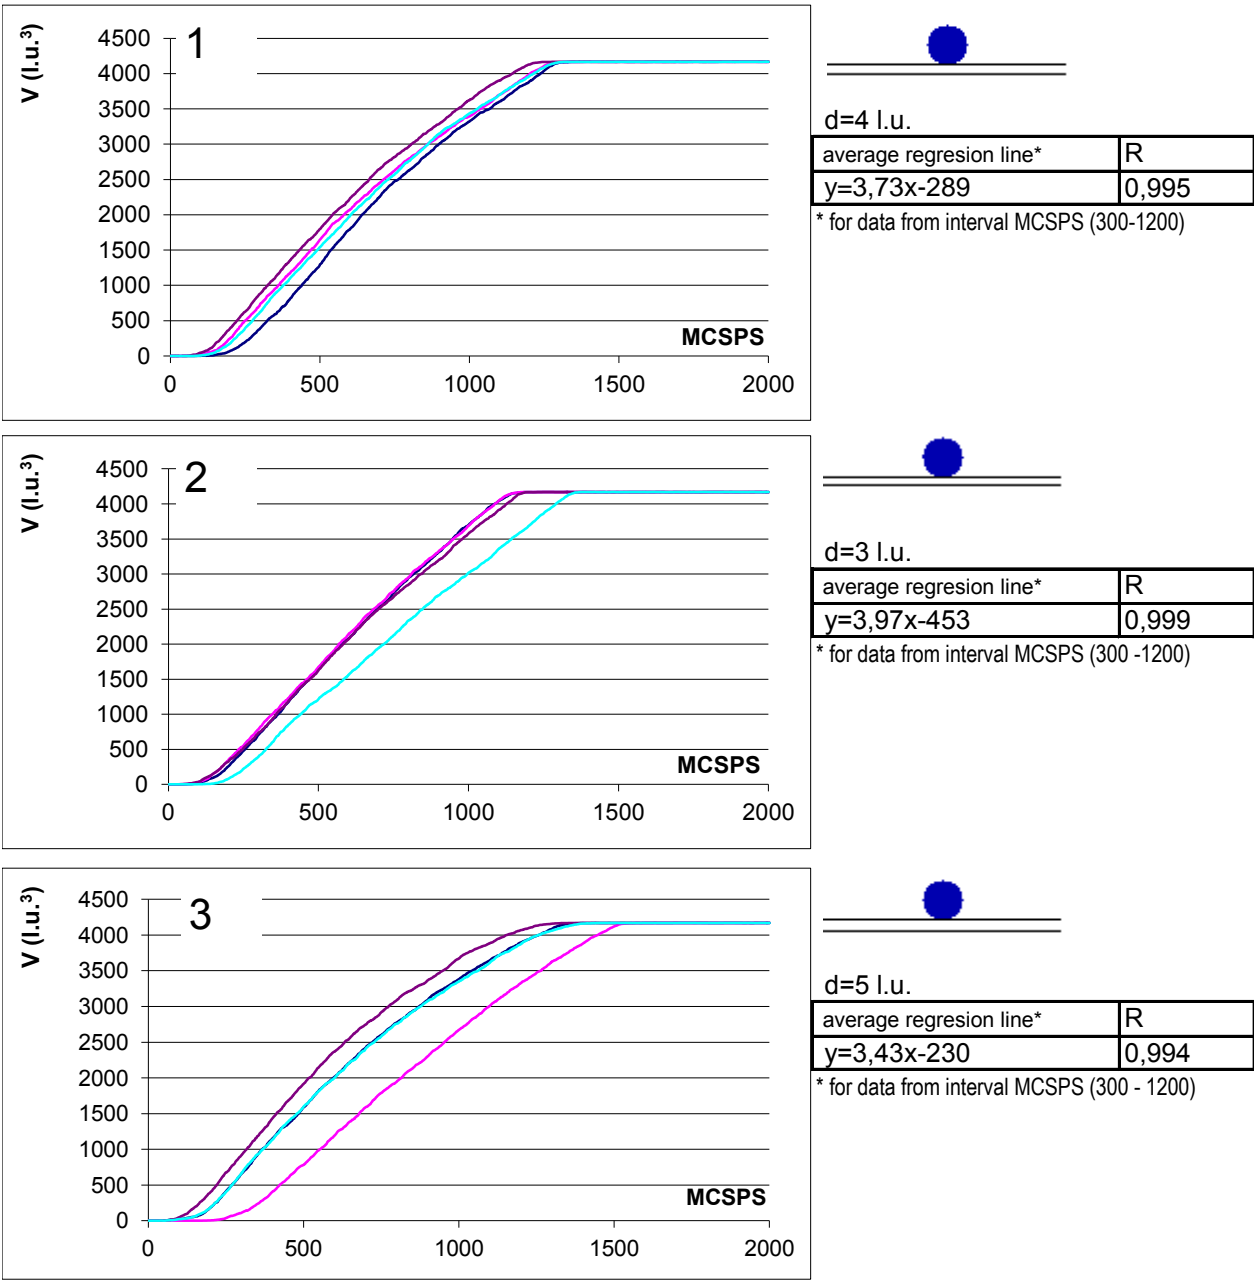 1
V (l.u.³)
4500
4000
3500
3000
2500
2000
1500
1000
500
0
MCSPS
0 500 1000 1500 2000
d=4 l.u.
average regresion line* R
y=3,73x-289 0,995
* for data from interval MCSPS (300-1200)
2
V (l.u.³)
4500
4000
3500
3000
2500
2000
1500
1000
500
0
MCSPS
0 500 1000 1500 2000
d=3 l.u.
average regresion line* R
y=3,97x-453 0,999
* for data from interval MCSPS (300 -1200)
3
V (l.u.³)
4500
4000
3500
3000
2500
2000
1500
1000
500
0
MCSPS
0 500 1000 1500 2000
d=5 l.u.
average regresion line* R
y=3,43x-230 0,994
* for data from interval MCSPS (300 - 1200)